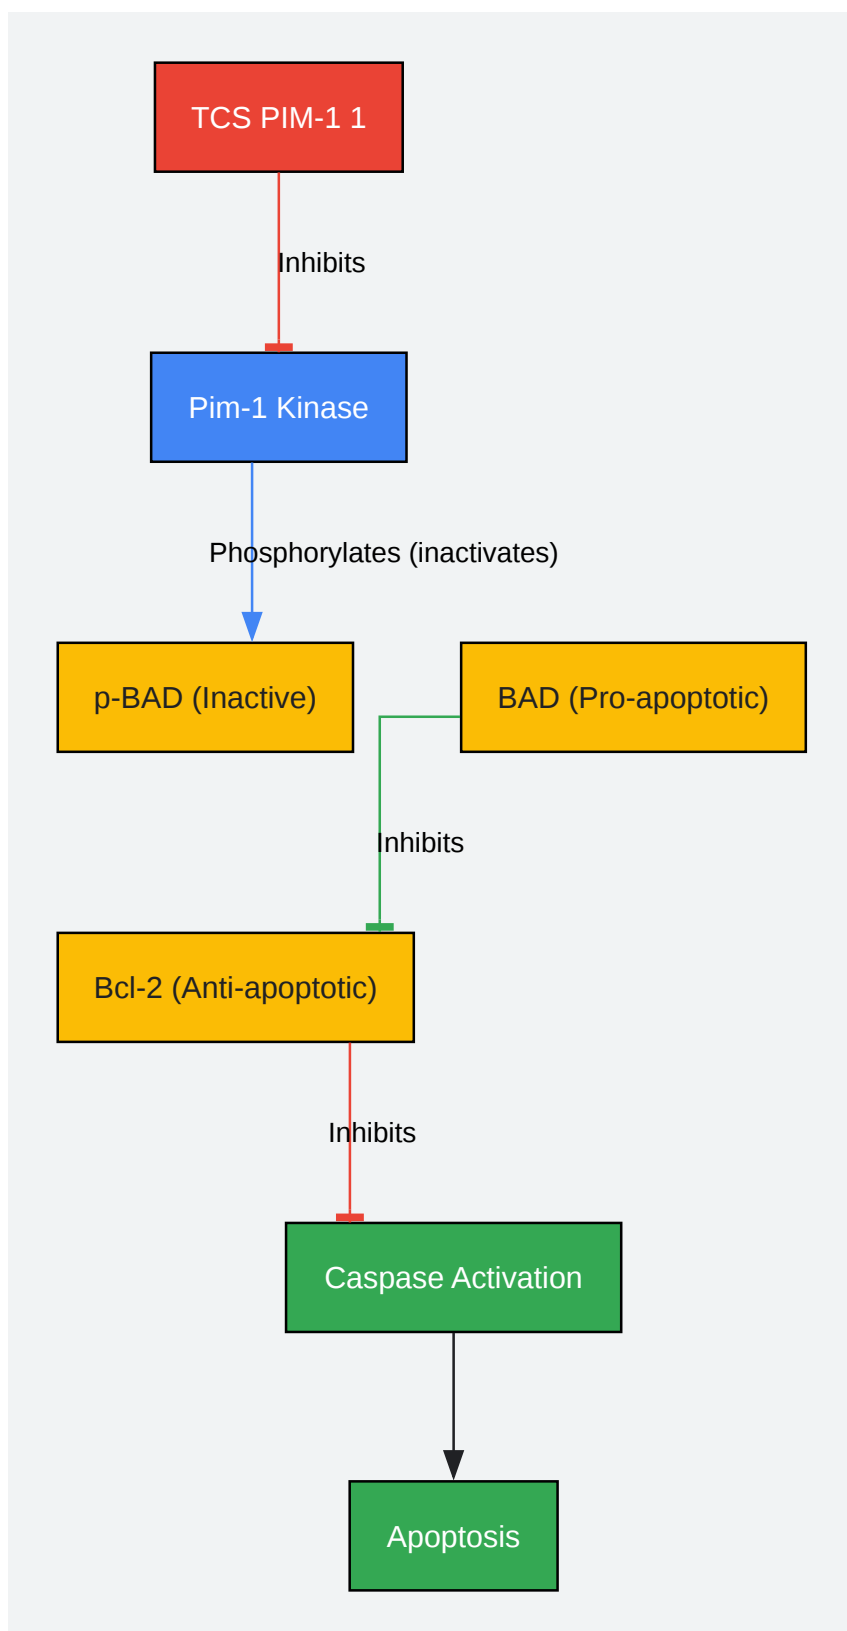 TCS PIM-1 1
Inhibits
Pim-1 Kinase
Phosphorylates (inactivates)
p-BAD (Inactive)
BAD (Pro-apoptotic)
Inhibits
Bcl-2 (Anti-apoptotic)
Inhibits
Caspase Activation
Apoptosis